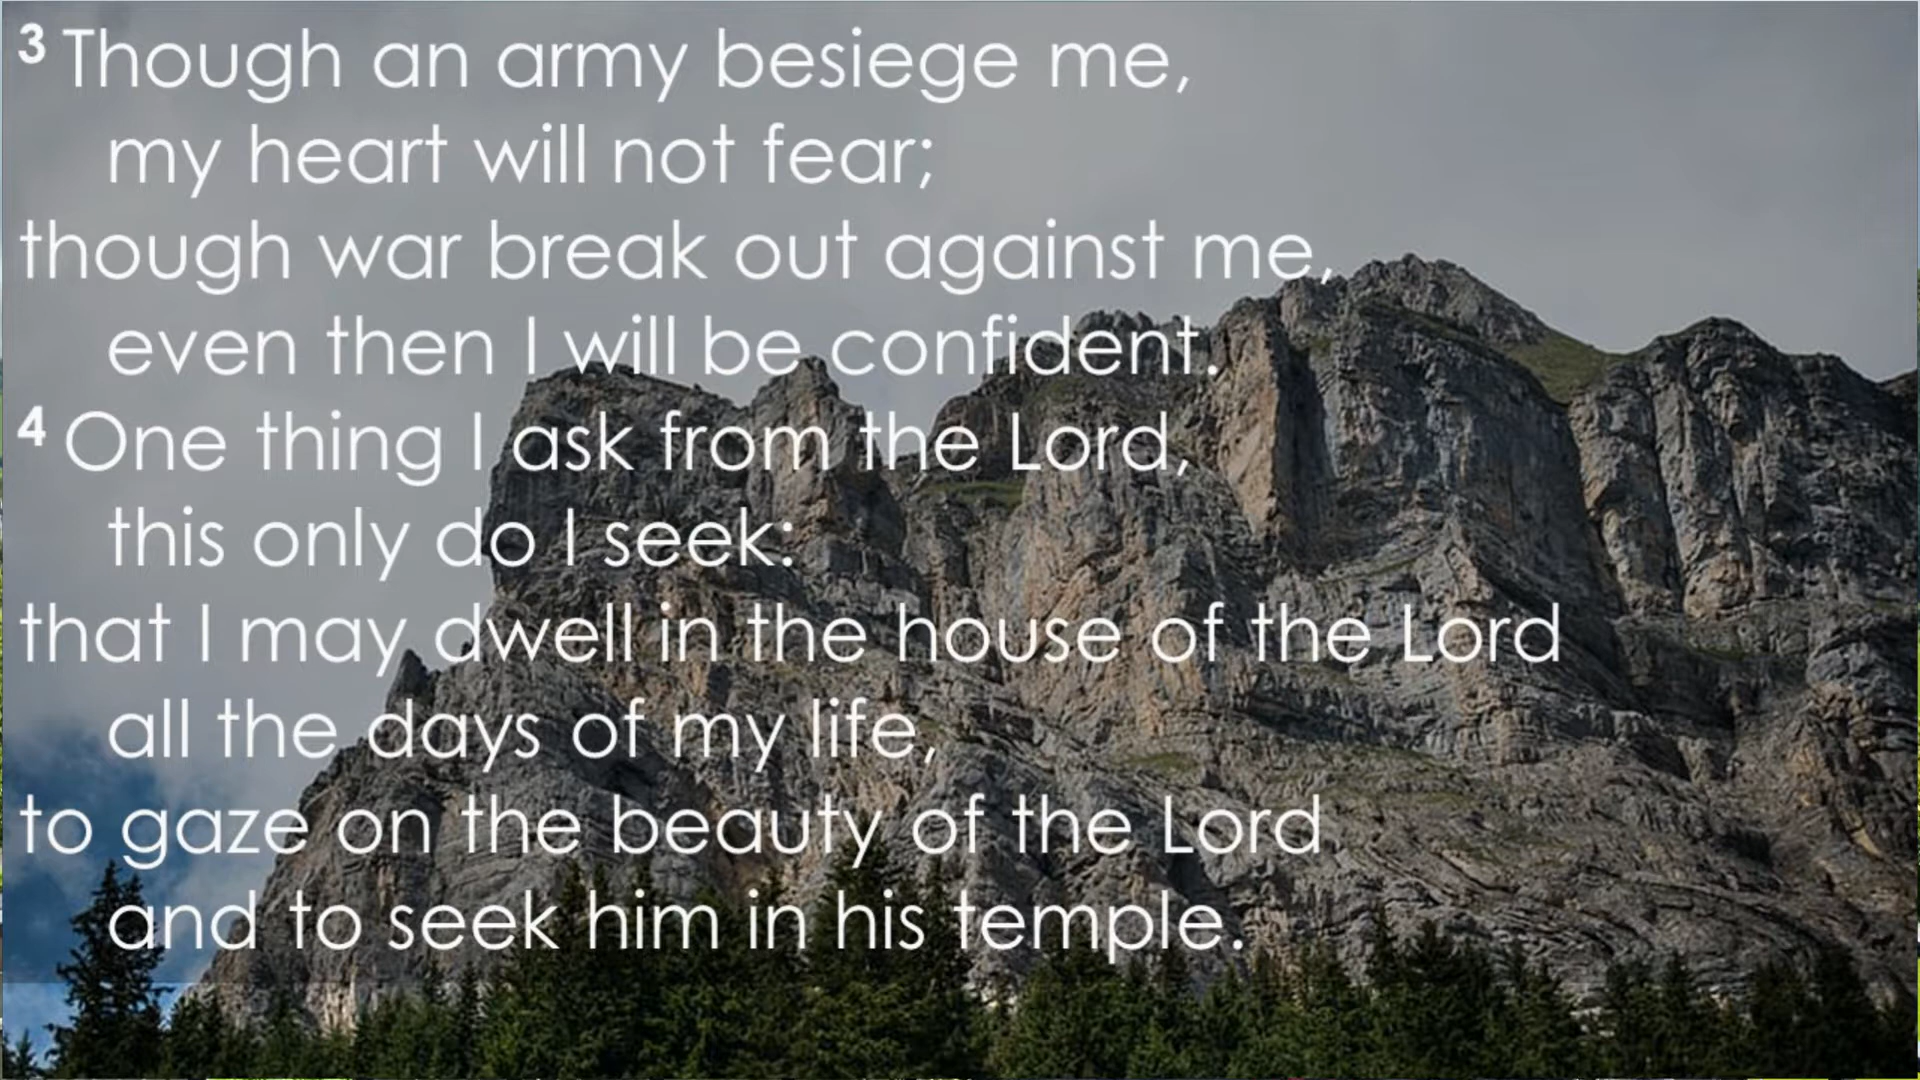 3 Though an army besiege me,
my heart will not fear;
though war break out against me,
even then I will be confident.
4 One thing I ask from the Lord,
this only do I seek:
that I may dwell in the house of the Lord
all the days of my life,
to gaze on the beauty of the Lord
and to seek him in his temple.